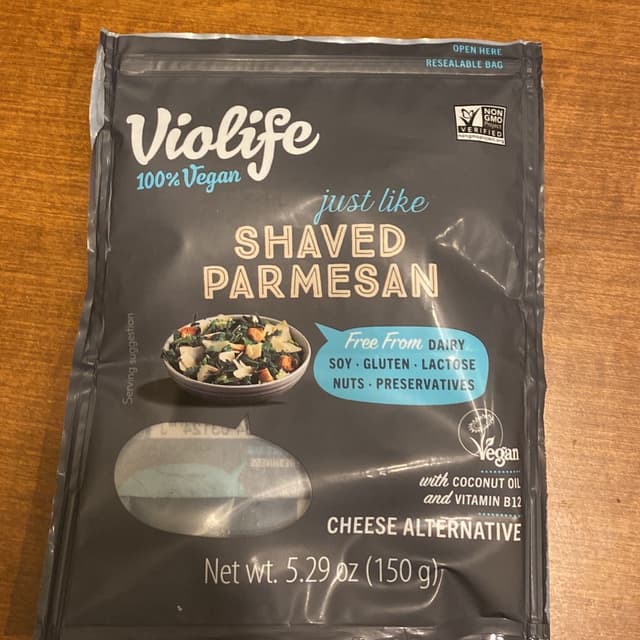 OPEN HERE
RESEALABLE BAG
Violife
100% Vegan
NON
GMO
Project
VERIFIED
nongmoproject.org
just like
SHAVED
PARMESAN
Serving suggestion
Free From DAIRY
SOY · GLUTEN · LACTOSE
NUTS · PRESERVATIVES
Vegan
with COCONUT OIL
and VITAMIN B12
CHEESE ALTERNATIVE
Net wt. 5.29 oz (150 g)